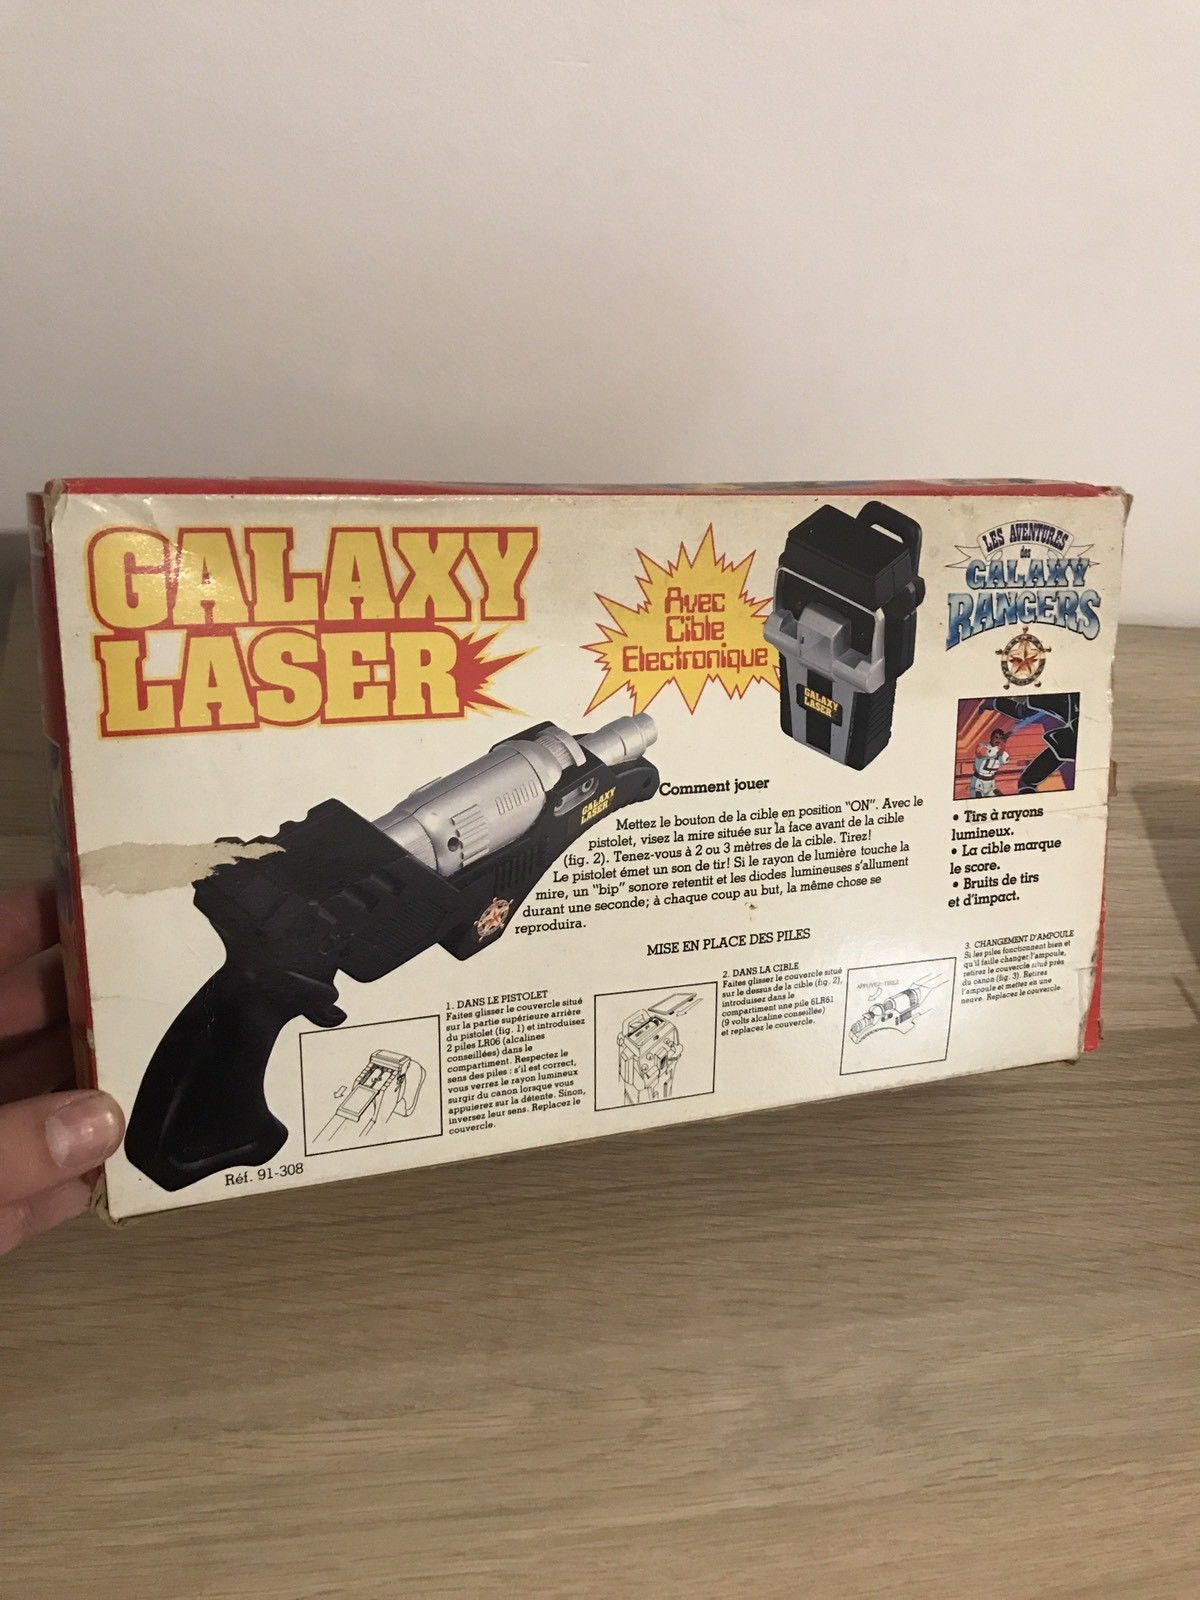 GALAXY
LASER
Avec
Cible
Electronique
GALAXY
LASER
LES AVENTURES
des
GALAXY
RANGERS
GALAXY
LASER
Comment jouer
Mettez le bouton de la cible en position "ON". Avec le
pistolet, visez la mire située sur la face avant de la cible
(fig. 2). Tenez-vous à 2 ou 3 mètres de la cible. Tirez!
Le pistolet émet un son de tir! Si le rayon de lumière touche la
mire, un "bip" sonore retentit et les diodes lumineuses s'allument
durant une seconde; à chaque coup au but, la même chose se
reproduira.
• Tirs à rayons
lumineux.
• La cible marque
le score.
• Bruits de tirs
et d'impact.
MISE EN PLACE DES PILES
1. DANS LE PISTOLET
Faites glisser le couvercle situé
sur la partie supérieure arrière
du pistolet (fig. 1) et introduisez
2 piles LR06 (alcalines
conseillées) dans le
compartiment. Respectez le
sens des piles : s'il est correct,
vous verrez le rayon lumineux
surgir du canon lorsque vous
appuierez sur la détente. Sinon,
inversez leur sens. Replacez le
couvercle.
2. DANS LA CIBLE
Faites glisser le couvercle situé
sur le dessus de la cible (fig. 2),
introduisez dans le
compartiment une pile 6LR61
(9 volts alcaline conseillée)
et replacez le couvercle.
APPUYEZ-TIREZ
3. CHANGEMENT D'AMPOULE
Si les piles fonctionnent bien et
qu'il faille changer l'ampoule,
retirez le couvercle situé près
du canon (fig. 3). Retirez
l'ampoule et mettez en une
neuve. Replacez le couvercle.
Réf. 91-308